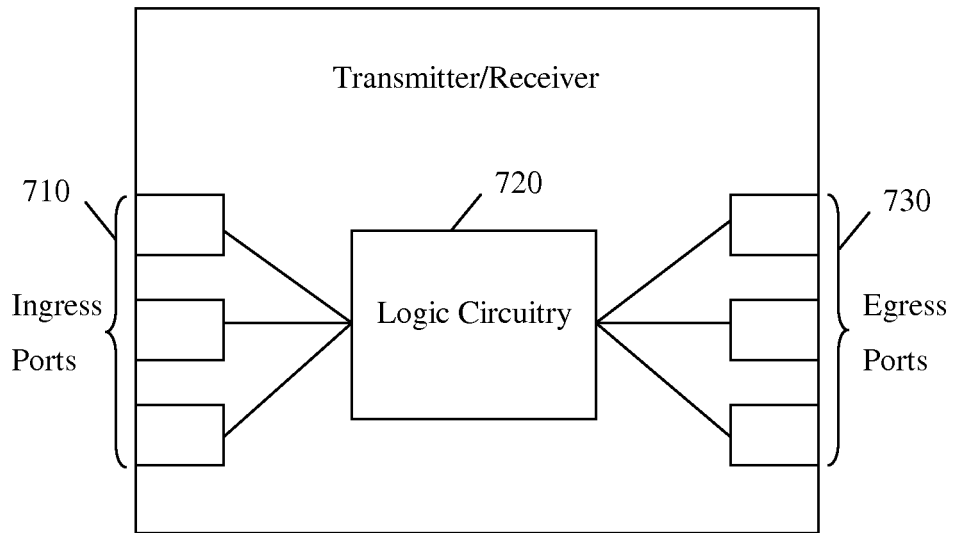 Transmitter/Receiver
710
720
730
Ingress
Ports
Logic Circuitry
Egress
Ports